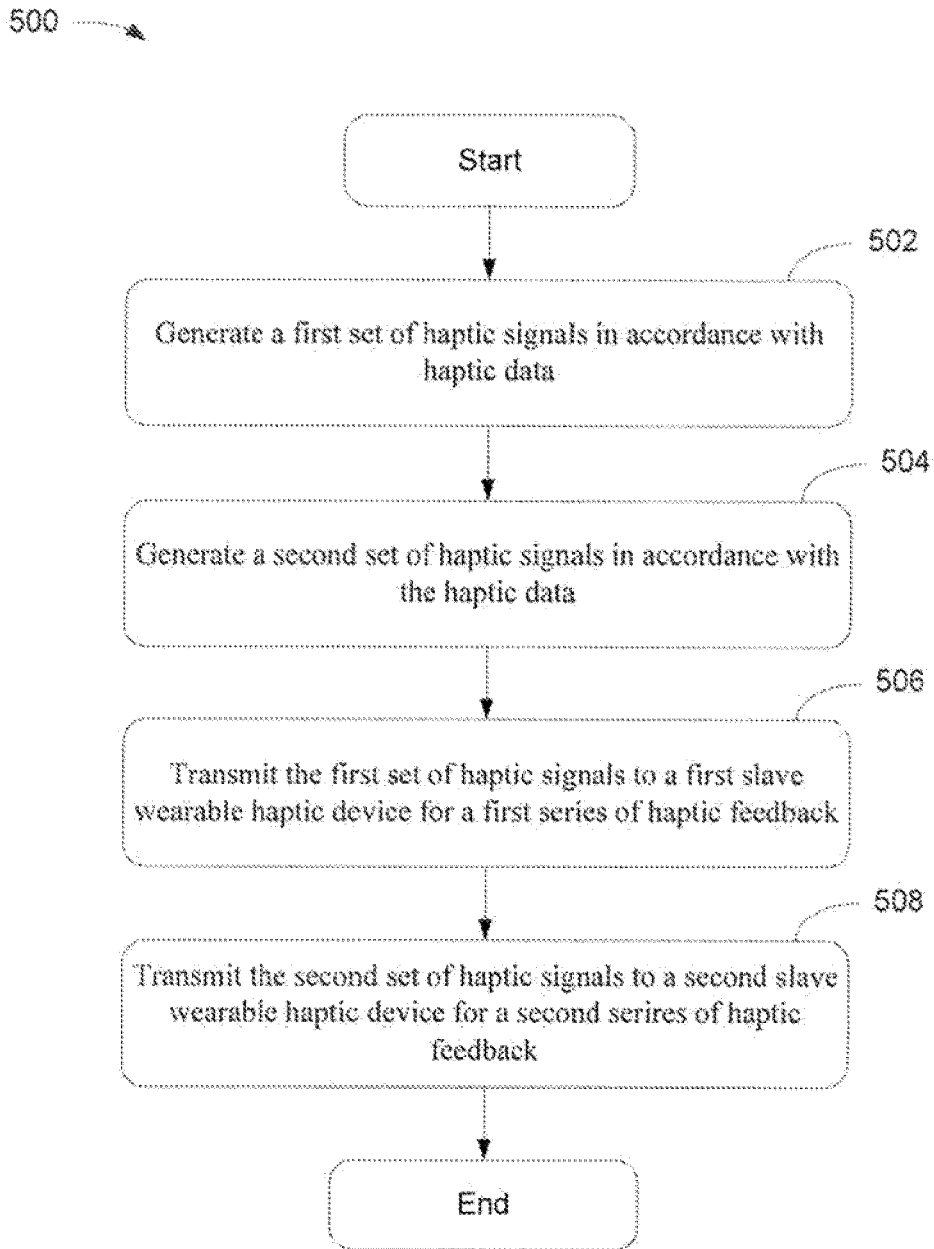 500
Start
502
Generate a first set of haptic signals in accordance with
haptic data
504
Generate a second set of haptic signals in accordance with
the haptic data
506
Transmit the first set of haptic signals to a first slave
wearable haptic device for a first series of haptic feedback
508
Transmit the second set of haptic signals to a second slave
wearable haptic device for a second serires of haptic
feedback
End